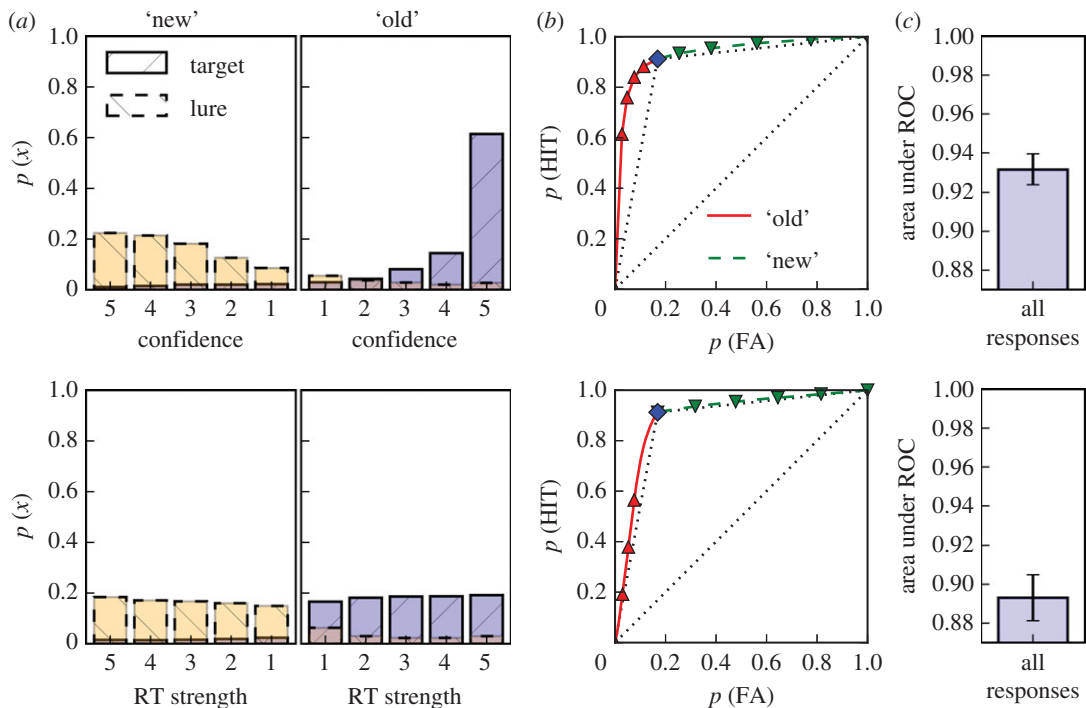 (a) 'new' 'old' (b) (c)
1.0 1.0 1.00
target
lure
0.8 0.8 0.98
0.6 0.6 0.96
p (x) p (HIT) area under ROC
0.4 0.4 0.94
0.2 0.2 0.92
'old'
'new'
0.90
0.88
0 0 0.2 0.4 0.6 0.8 1.0
5 4 3 2 1 1 2 3 4 5
confidence confidence p (FA) all
responses
1.0 1.0 1.00
0.8 0.8 0.98
0.6 0.6 0.96
p (x) p (HIT) area under ROC
0.4 0.4 0.94
0.2 0.2 0.92
0.90
0.88
0 0 0.2 0.4 0.6 0.8 1.0
5 4 3 2 1 1 2 3 4 5
RT strength RT strength p (FA) all
responses